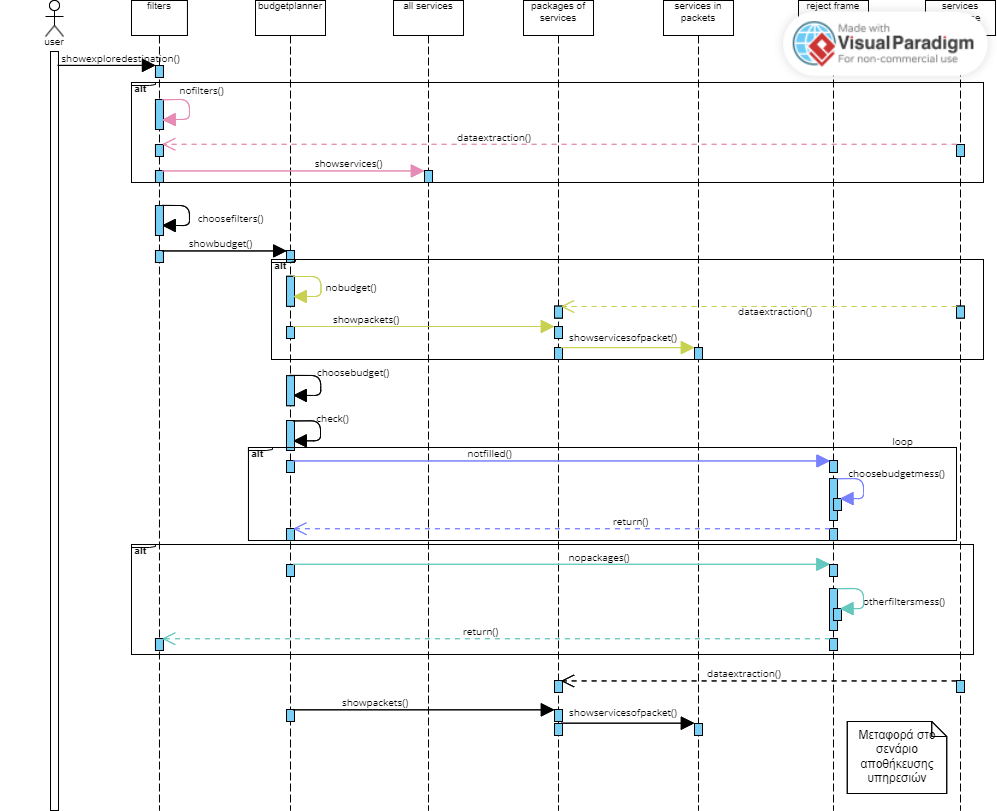 filters
budgetplanner
all services
packages of
services
services in
packets
reject frame
services
user
Made with
VisualParadigm
For non-commercial use
showexploredestination()
alt
nofilters()
dataextraction()
showservices()
choosefilters()
showbudget()
alt
nobudget()
dataextraction()
showpackets()
showservicesofpacket()
choosebudget()
check()
loop
alt
notfilled()
choosebudgetmess()
return()
alt
nopackages()
otherfiltersmess()
return()
dataextraction()
showpackets()
showservicesofpacket()
Μεταφορά στο
σενάριο
αποθήκευσης
υπηρεσιών